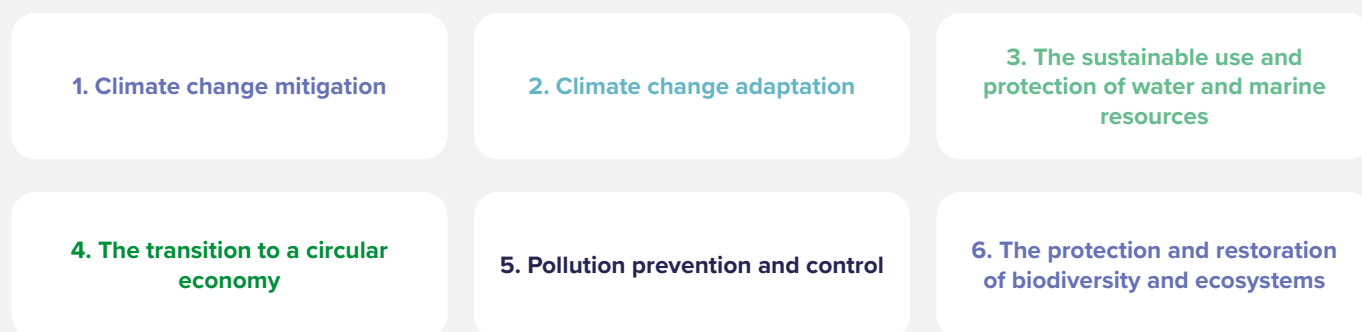 1. Climate change mitigation
2. Climate change adaptation
3. The sustainable use and
protection of water and marine
resources
4. The transition to a circular
economy
5. Pollution prevention and control
6. The protection and restoration
of biodiversity and ecosystems